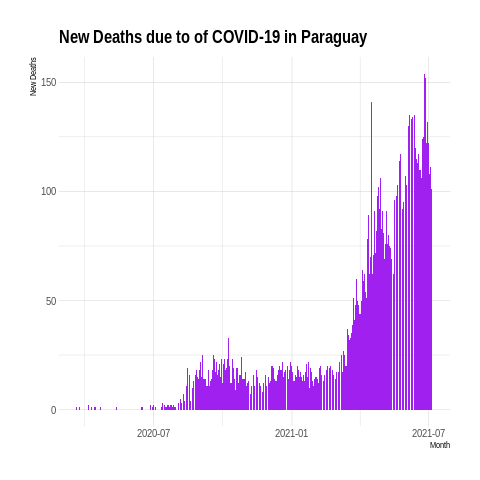 New Deaths due to of COVID-19 in Paraguay
New Deaths
150
100
50
0
2020-07
2021-01
2021-07
Month